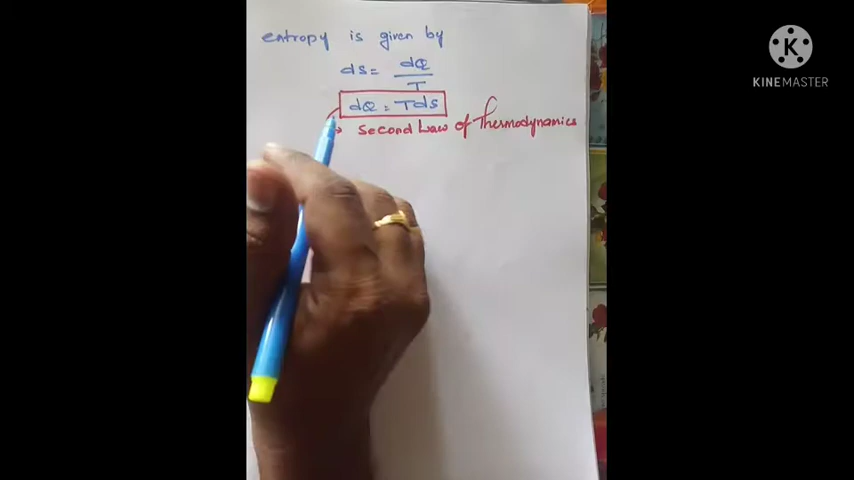 entropy is given by
ds = dQ / T
dQ = Tds
→ Second Law of Thermodynamics
K
KINEMASTER